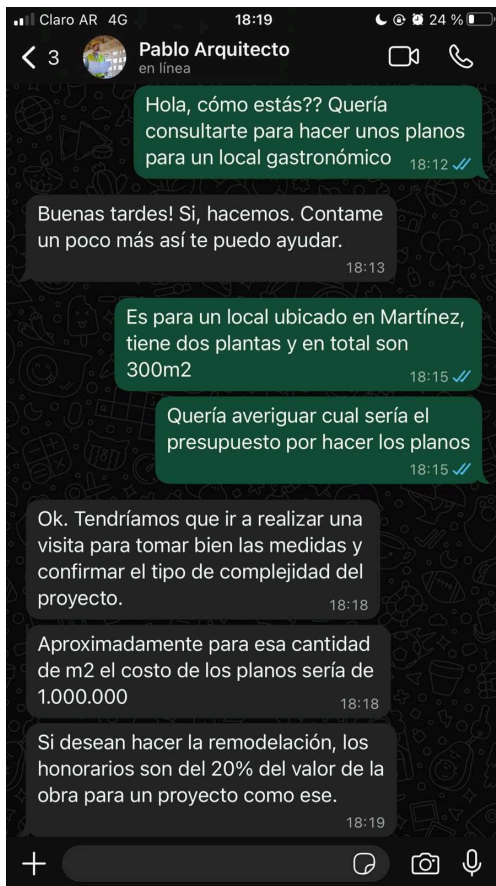 Claro AR 4G 18:19 24 %
3 Pablo Arquitecto
en línea
Hola, cómo estás?? Quería
consultarte para hacer unos planos
para un local gastronómico 18:12
Buenas tardes! Si, hacemos. Contame
un poco más así te puedo ayudar.
18:13
Es para un local ubicado en Martínez,
tiene dos plantas y en total son
300m2 18:15
Quería averiguar cual sería el
presupuesto por hacer los planos
18:15
Ok. Tendríamos que ir a realizar una
visita para tomar bien las medidas y
confirmar el tipo de complejidad del
proyecto. 18:18
Aproximadamente para esa cantidad
de m2 el costo de los planos sería de
1.000.000 18:18
Si desean hacer la remodelación, los
honorarios son del 20% del valor de la
obra para un proyecto como ese.
18:19